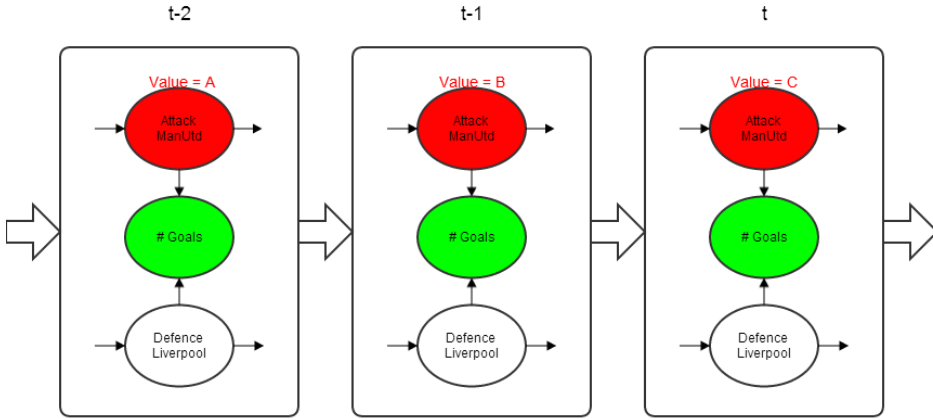 t-2
t-1
t
Value = A
Value = B
Value = C
Attack
ManUtd
Attack
ManUtd
Attack
ManUtd
# Goals
# Goals
# Goals
Defence
Liverpool
Defence
Liverpool
Defence
Liverpool